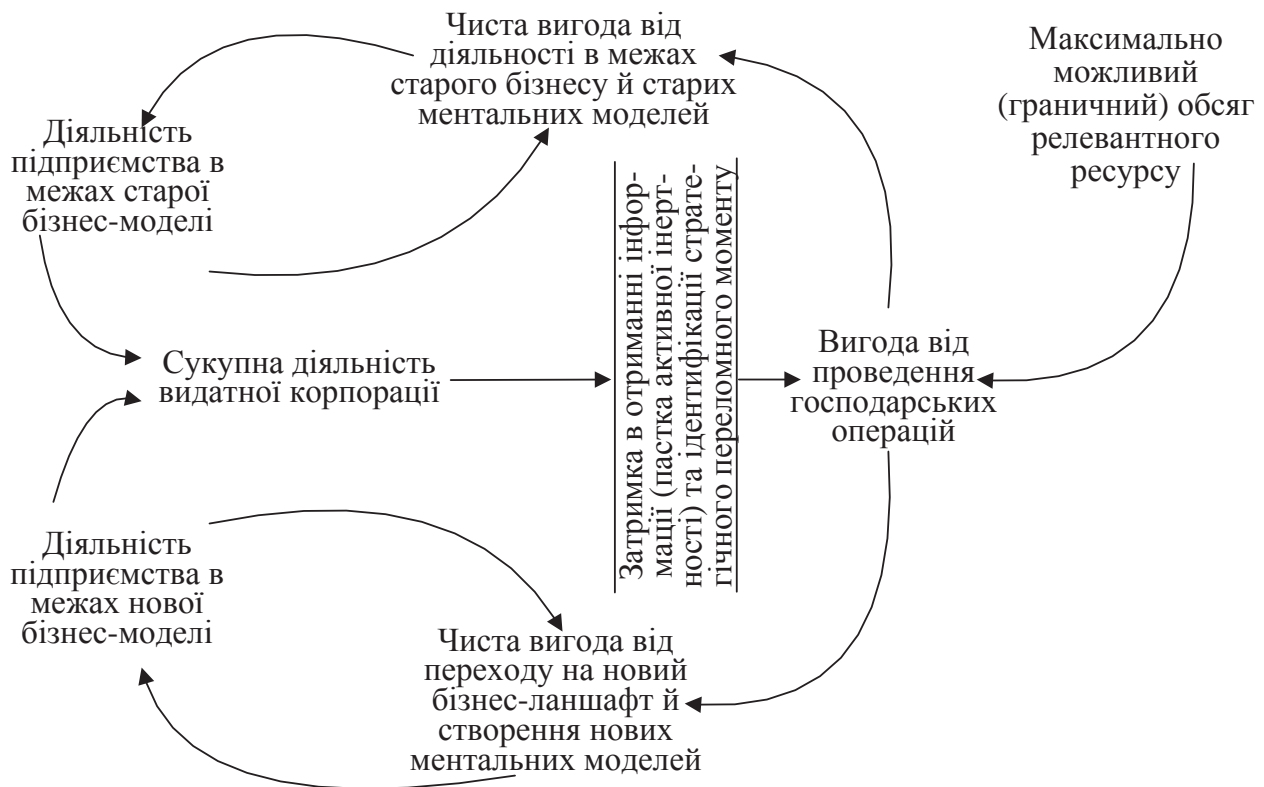 Чиста вигода від
діяльності в межах
старого бізнесу й старих
ментальних моделей
Максимально
можливий
(граничний) обсяг
релевантного
ресурсу
Діяльність
підприємства в
межах старої
бізнес-моделі
Затримка в отриманні інфор-
мації (пастка активної інерт-
ності) та ідентифікації страте-
гічного переломного моменту
Сукупна діяльність
видатної корпорації
Вигода від
проведення
господарських
операцій
Діяльність
підприємства в
межах нової
бізнес-моделі
Чиста вигода від
переходу на новий
бізнес-ланшафт й
створення нових
ментальних моделей